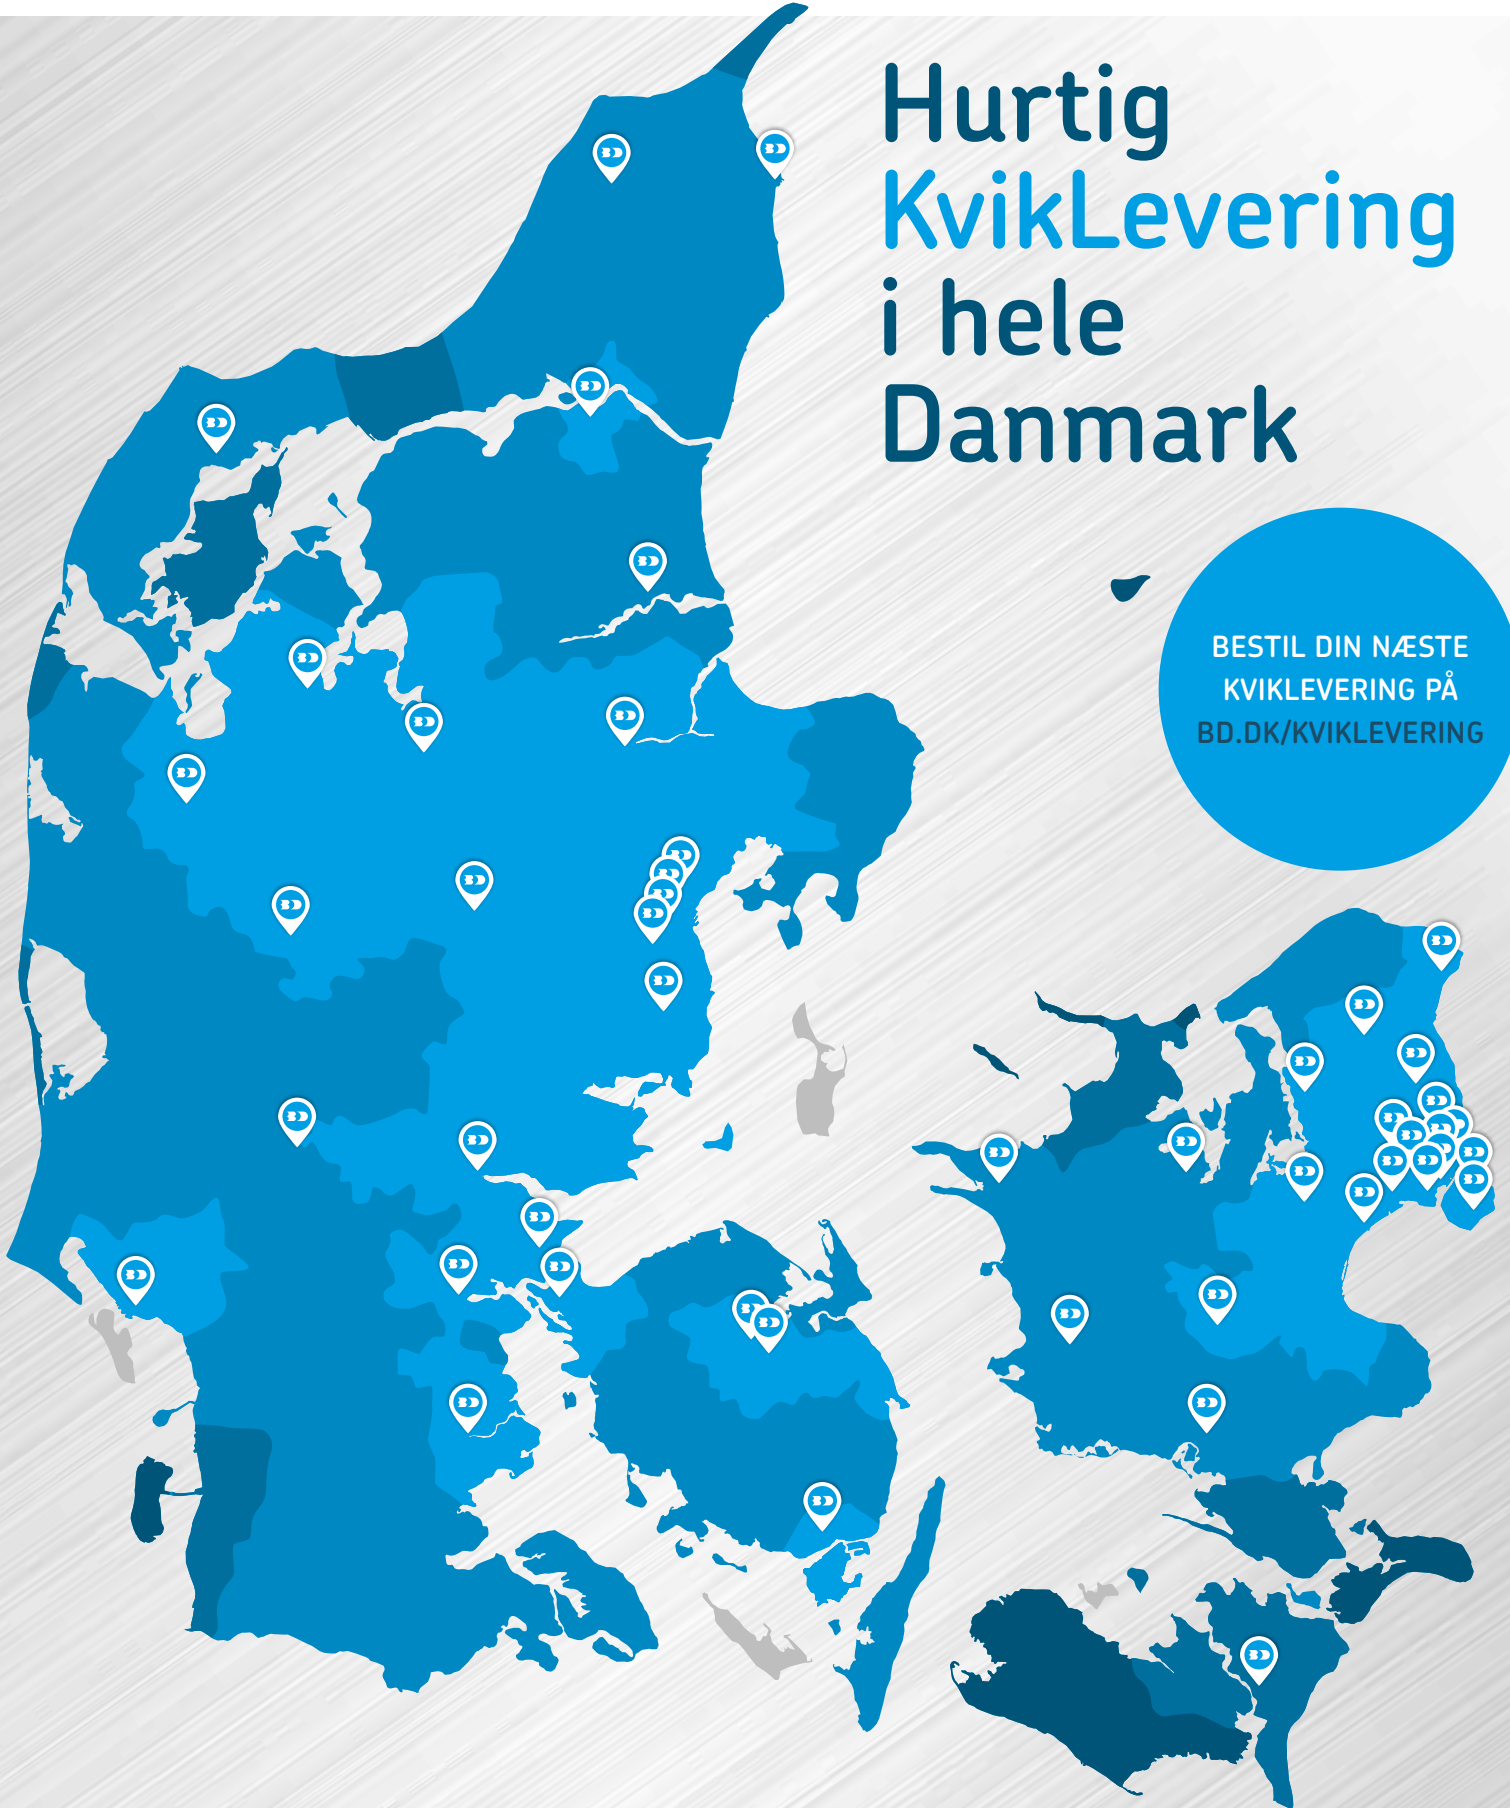 Hurtig
KvikLevering
i hele
Danmark
BESTIL DIN NÆSTE
KVIKLEVERING PÅ
BD.DK/KVIKLEVERING